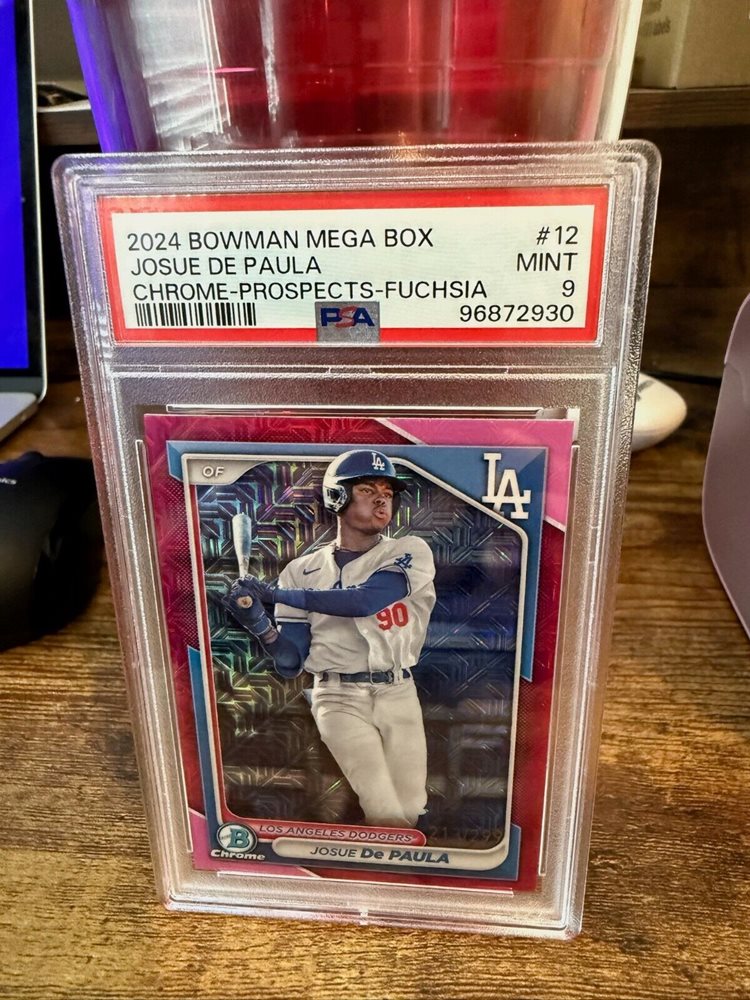 2024 BOWMAN MEGA BOX #12
JOSUE DE PAULA MINT
CHROME-PROSPECTS-FUCHSIA 9
PSA 96872930
OF
LA
LA
90
B
Chrome
LOS ANGELES DODGERS
JOSUE De PAULA